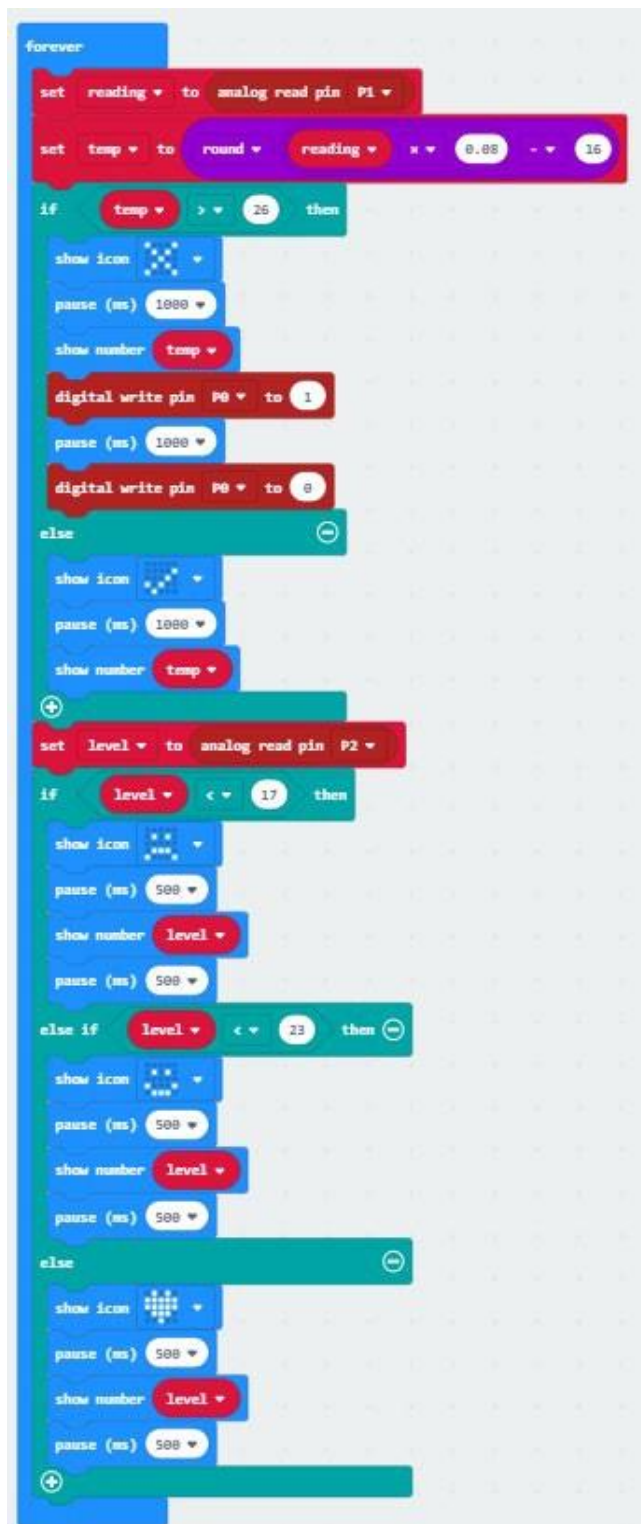 forever
set reading to analog read pin P1
set temp to round reading × 0.08 - 16
if temp > 26 then
show icon
pause (ms) 1000
show number temp
digital write pin P0 to 1
pause (ms) 1000
digital write pin P0 to 0
else
show icon
pause (ms) 1000
show number temp
set level to analog read pin P2
if level < 17 then
show icon
pause (ms) 500
show number level
pause (ms) 500
else if level < 23 then
show icon
pause (ms) 500
show number level
pause (ms) 500
else
show icon
pause (ms) 500
show number level
pause (ms) 500